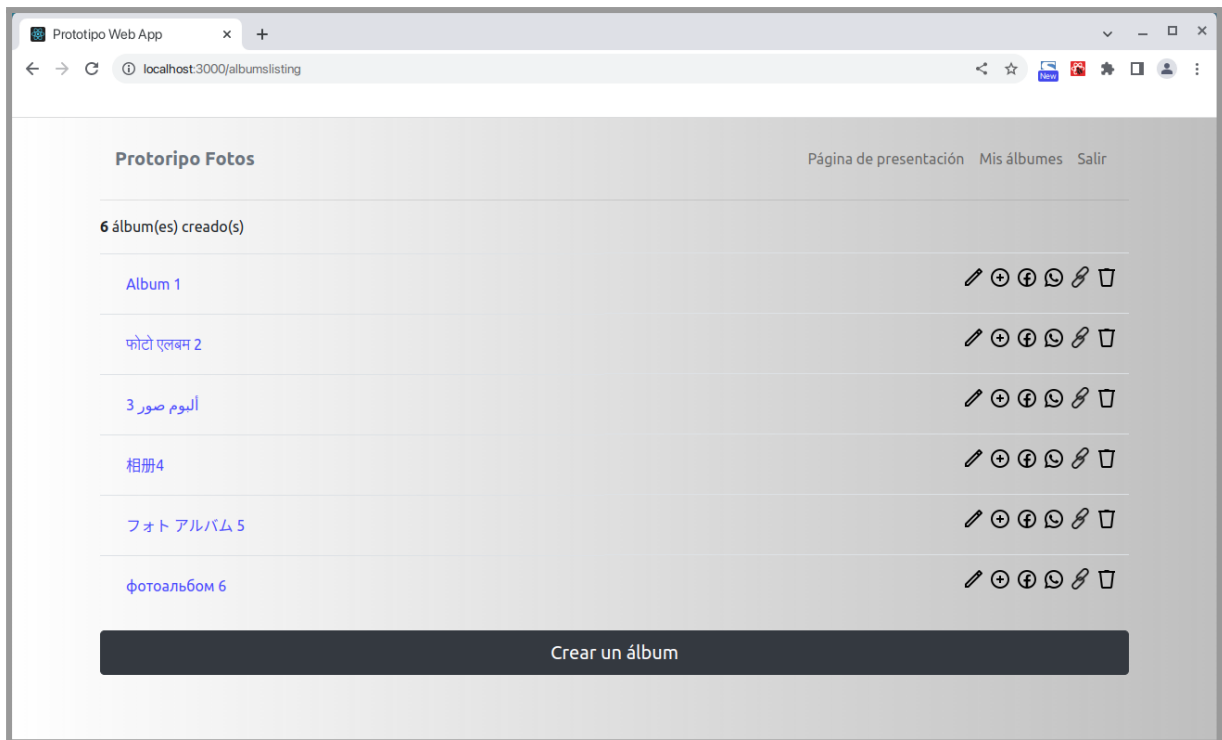 Prototipo Web App
localhost:3000/albumslisting
New
Protoripo Fotos
Página de presentación Mis álbumes Salir
6 álbum(es) creado(s)
Album 1
फोटो एलबम 2
ألبوم صور 3
相册4
フォト アルバム 5
фотоальбом 6
Crear un álbum